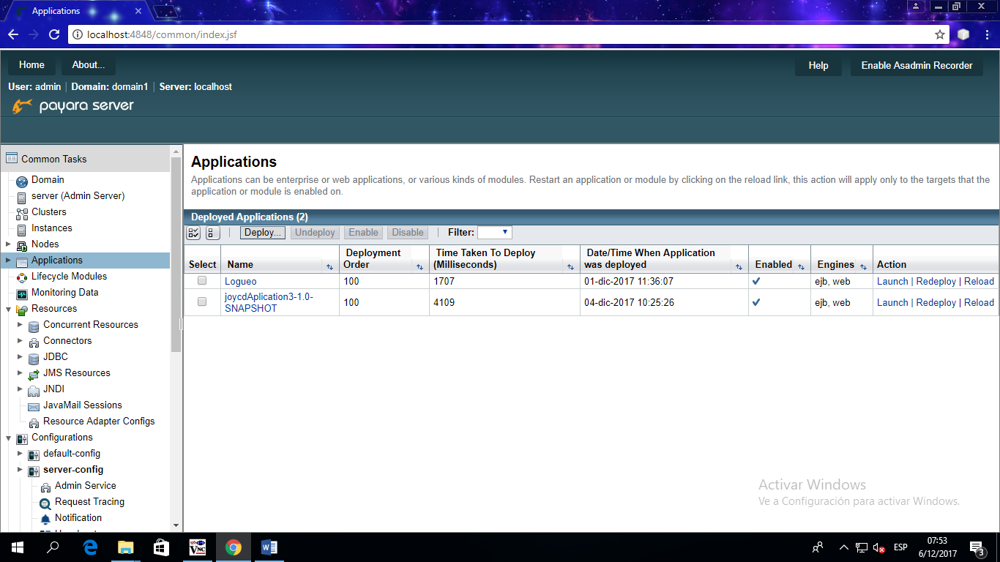 Applications
localhost:4848/common/index.jsf
Home
About...
Help
Enable Asadmin Recorder
User: admin | Domain: domain1 | Server: localhost
payara server
Common Tasks
Domain
server (Admin Server)
Clusters
Instances
Nodes
Applications
Lifecycle Modules
Monitoring Data
Resources
Concurrent Resources
Connectors
JDBC
JMS Resources
JNDI
JavaMail Sessions
Resource Adapter Configs
Configurations
default-config
server-config
Admin Service
Request Tracing
Notification
Applications
Applications can be enterprise or web applications, or various kinds of modules. Restart an application or module by clicking on the reload link, this action will apply only to the targets that the
application or module is enabled on.
Deployed Applications (2)
Deploy... Undeploy Enable Disable Filter:
Select Name Deployment Order Time Taken To Deploy (Milliseconds) Date/Time When Application was deployed Enabled Engines Action
Logueo 100 1707 01-dic-2017 11:36:07 ejb, web Launch | Redeploy | Reload
joycdAplication3-1.0-
SNAPSHOT 100 4109 04-dic-2017 10:25:26 ejb, web Launch | Redeploy | Reload
Activar Windows
Ve a Configuración para activar Windows.
VNC
ESP
07:53
6/12/2017
3